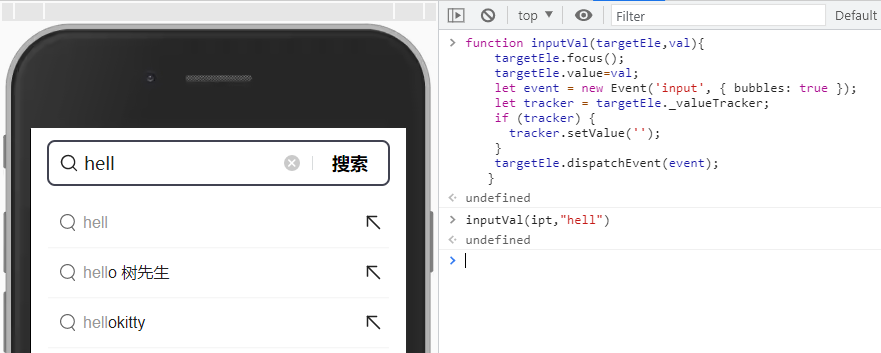 top
Filter
Default
hell
搜索
hell
hello 树先生
hellokitty
function inputVal(targetEle,val){
targetEle.focus();
targetEle.value=val;
let event = new Event('input', { bubbles: true });
let tracker = targetEle._valueTracker;
if (tracker) {
tracker.setValue('');
}
targetEle.dispatchEvent(event);
}
undefined
inputVal(ipt,"hell")
undefined